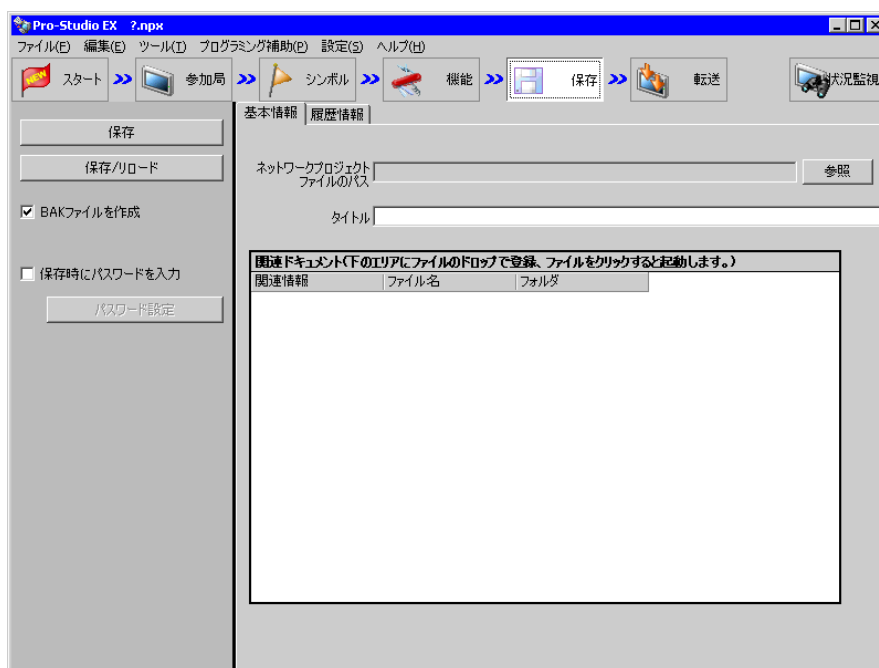 Pro-Studio EX   ?.npx
ファイル(F)  編集(E)  ツール(T)  プログラミング補助(P)  設定(S)  ヘルプ(H)
スタート  参加局  シンボル  機能  保存  転送  状況監視
保存
保存/リロード
BAKファイルを作成
保存時にパスワードを入力
パスワード設定
基本情報  履歴情報
ネットワークプロジェクト
ファイルのパス
参照
タイトル
関連ドキュメント(下のエリアにファイルのドロップで登録、ファイルをクリックすると起動します。)
関連情報  ファイル名  フォルダ